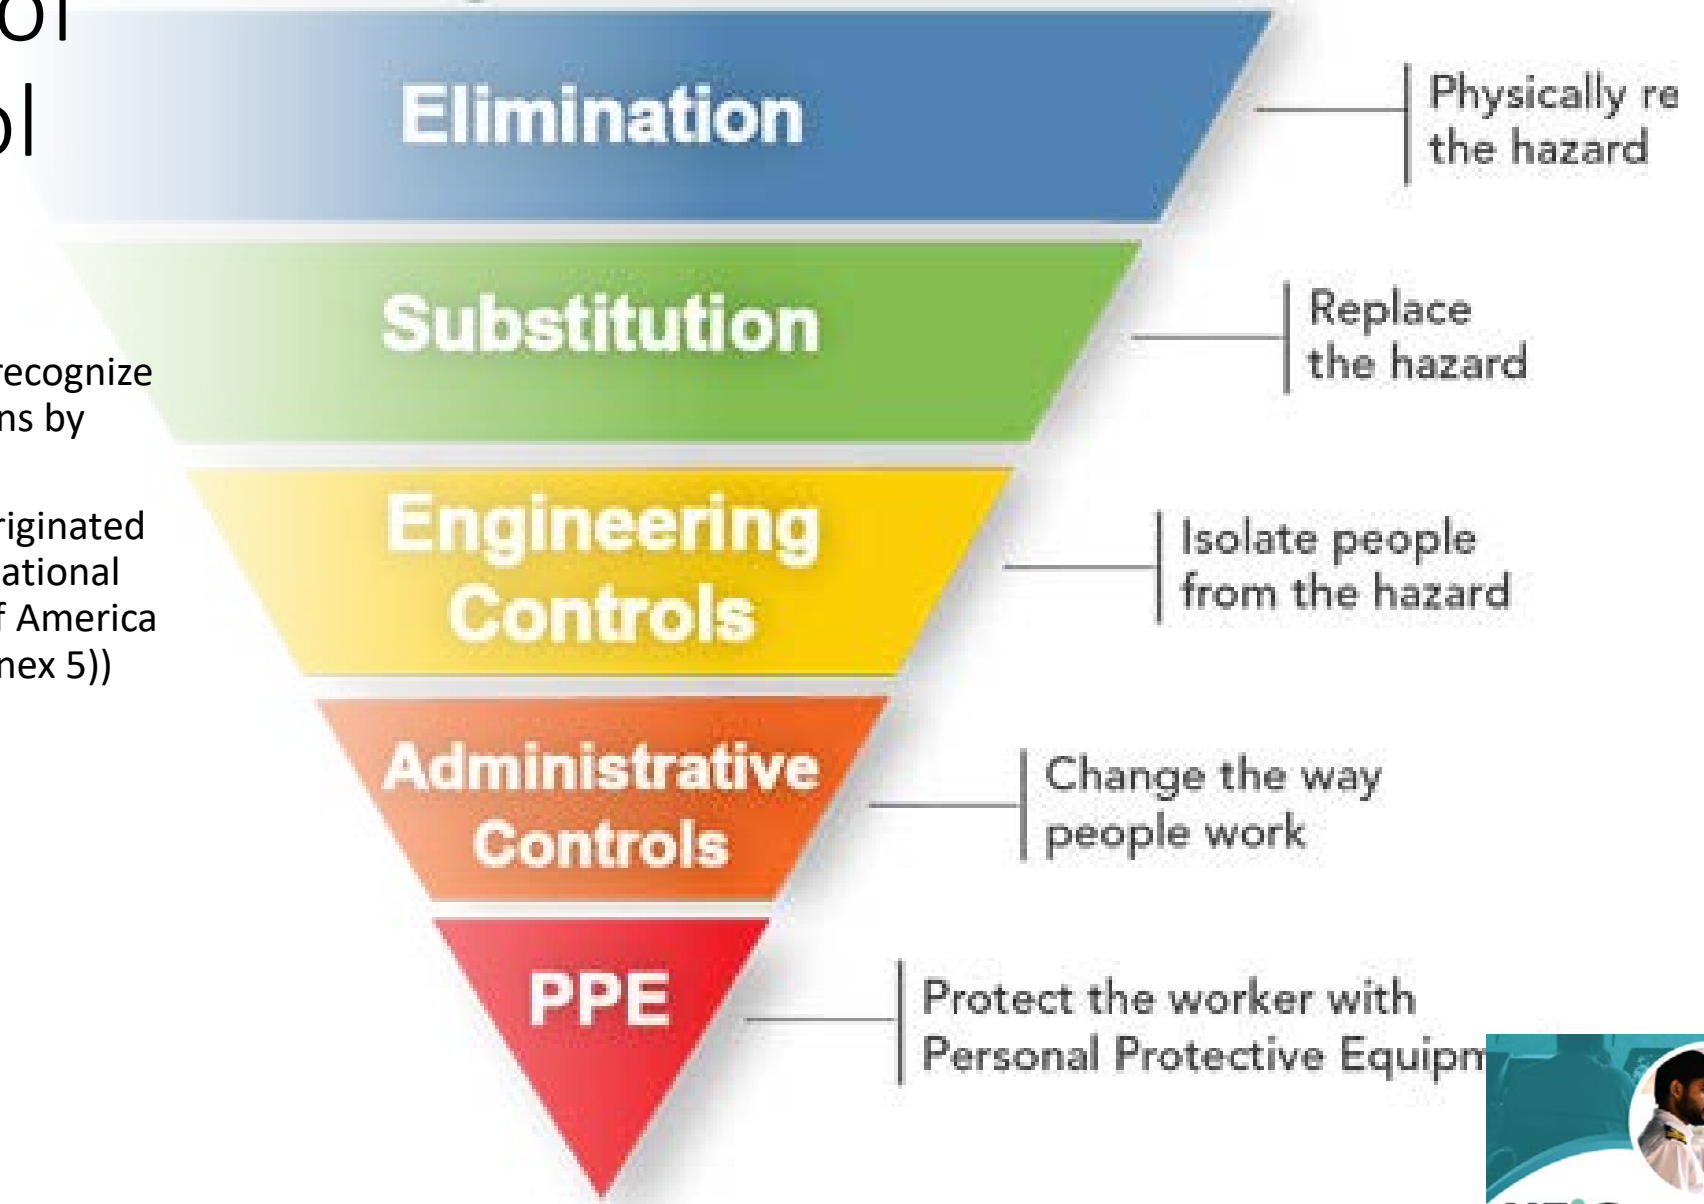 of
ol
recognize
ns by
riginated
ational
f America
nex 5))
Elimination
Physically re
the hazard
Substitution
Replace
the hazard
Engineering
Controls
Isolate people
from the hazard
Administrative
Controls
Change the way
people work
PPE
Protect the worker with
Personal Protective Equipm